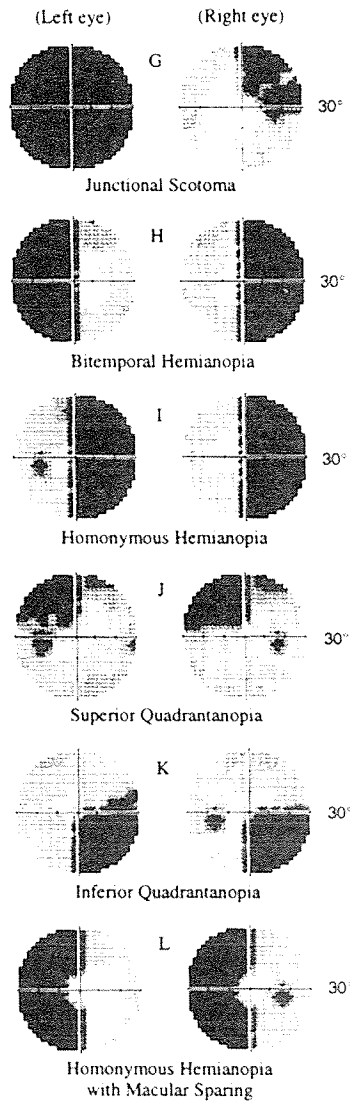 (Left eye) (Right eye)
G
30°
Junctional Scotoma
H
30°
Bitemporal Hemianopia
I
30°
Homonymous Hemianopia
J
30°
Superior Quadrantanopia
K
30°
Inferior Quadrantanopia
L
30°
Homonymous Hemianopia
with Macular Sparing